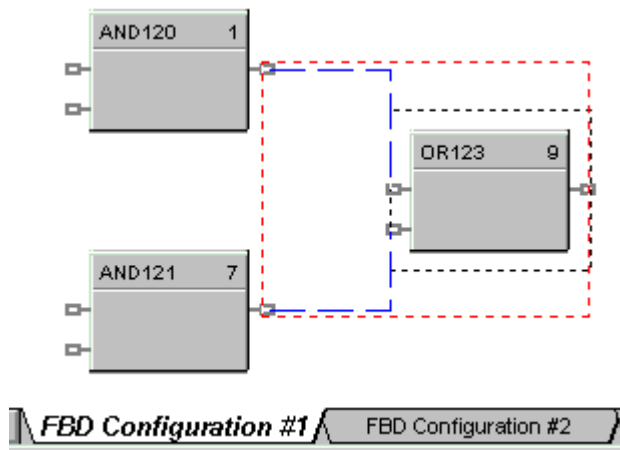 AND120 1
OR123 9
AND121 7
FBD Configuration #1 FBD Configuration #2